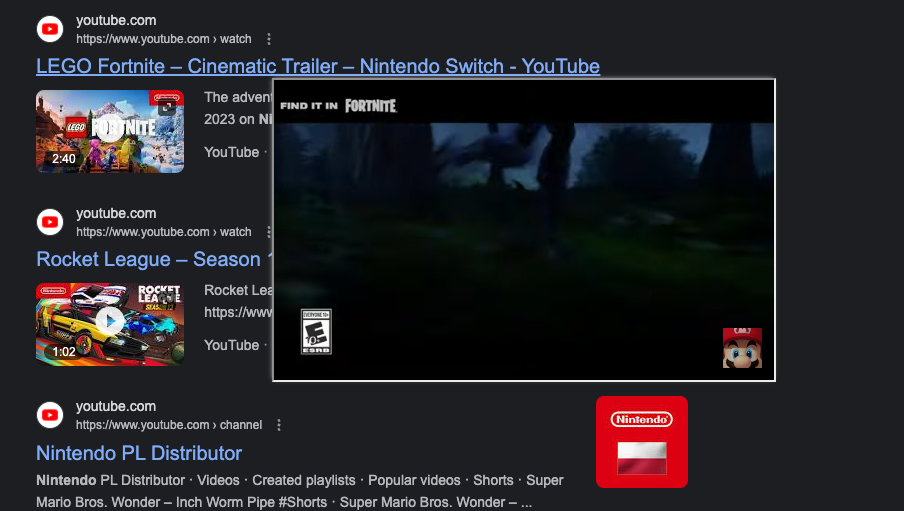 youtube.com
https://www.youtube.com › watch
LEGO Fortnite – Cinematic Trailer – Nintendo Switch - YouTube
Nintendo
LEGO FORTNITE
2:40
The advent
2023 on Ni
YouTube ·
FIND IT IN FORTNITE
youtube.com
https://www.youtube.com › watch
Rocket League – Season 1
Nintendo
ROCKET
LEAGUE
SEASON
1:02
Rocket Lea
https://www
YouTube ·
EVERYONE 10+
E
10+
ESRB
youtube.com
https://www.youtube.com › channel
Nintendo PL Distributor
Nintendo PL Distributor · Videos · Created playlists · Popular videos · Shorts · Super
Mario Bros. Wonder – Inch Worm Pipe #Shorts · Super Mario Bros. Wonder – ...
Nintendo